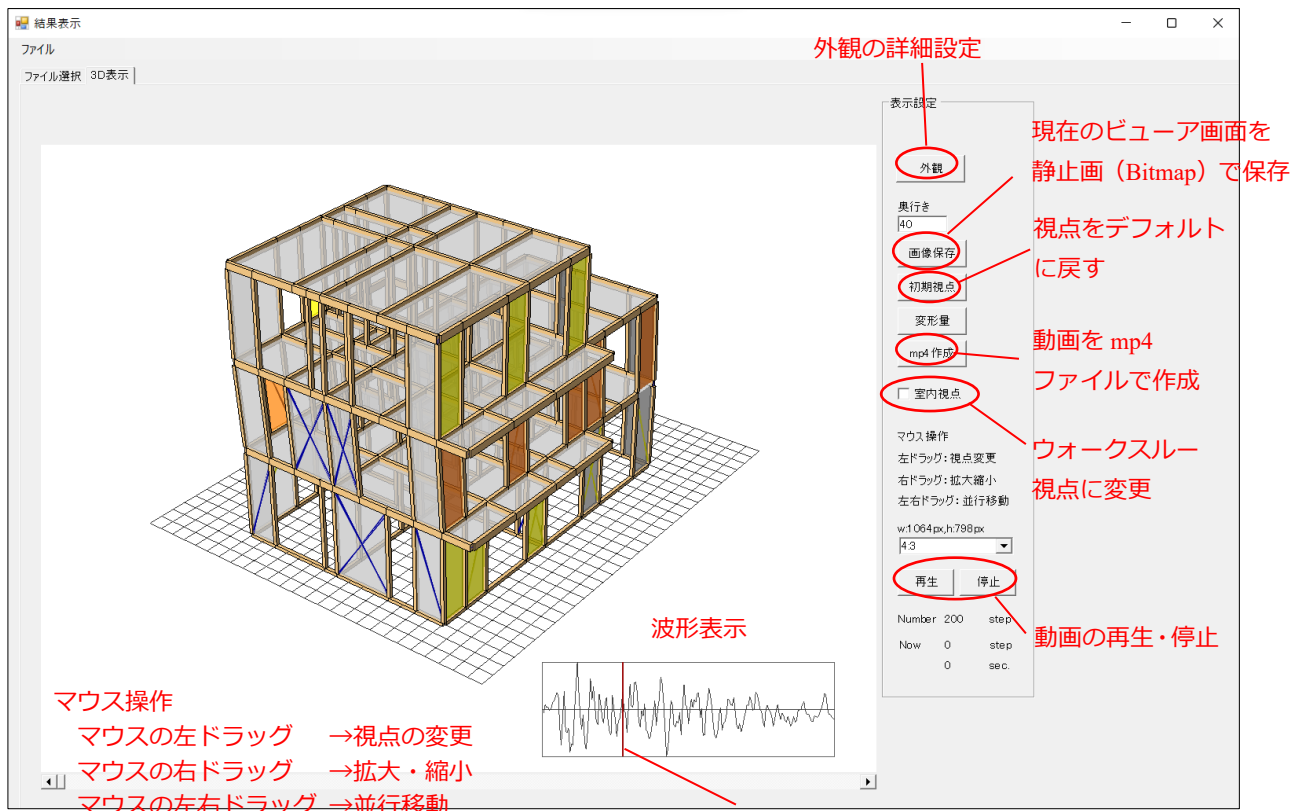 結果表示
ファイル
ファイル選択 3D表示
外観の詳細設定
表示設定
外観
現在のビューア画面を
静止画（Bitmap）で保存
奥行き
40
画像保存
視点をデフォルト
に戻す
初期視点
変形量
mp4作成
動画を mp4
ファイルで作成
室内視点
マウス操作
左ドラッグ：視点変更
右ドラッグ：拡大縮小
左右ドラッグ：並行移動
ウォークスルー
視点に変更
w:1064px,h:798px
4:3
再生 停止
Number 200 step
Now 0 step
0 sec.
動画の再生・停止
波形表示
マウス操作
マウスの左ドラッグ →視点の変更
マウスの右ドラッグ →拡大・縮小
マウスの左右ドラッグ →並行移動